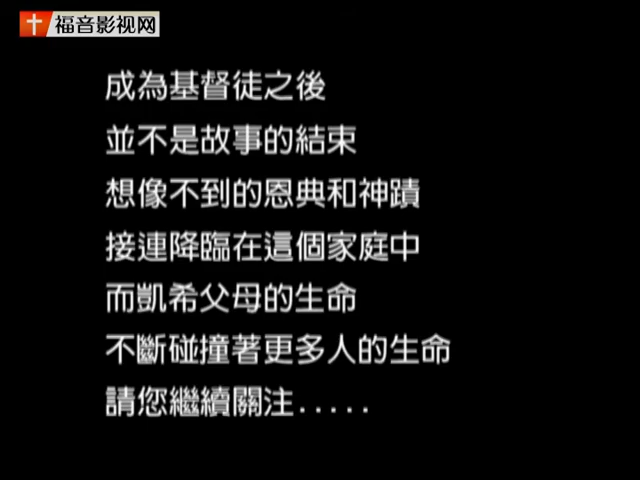 福音影视网
成為基督徒之後
並不是故事的結束
想像不到的恩典和神蹟
接連降臨在這個家庭中
而凱希父母的生命
不斷碰撞著更多人的生命
請您繼續關注.....